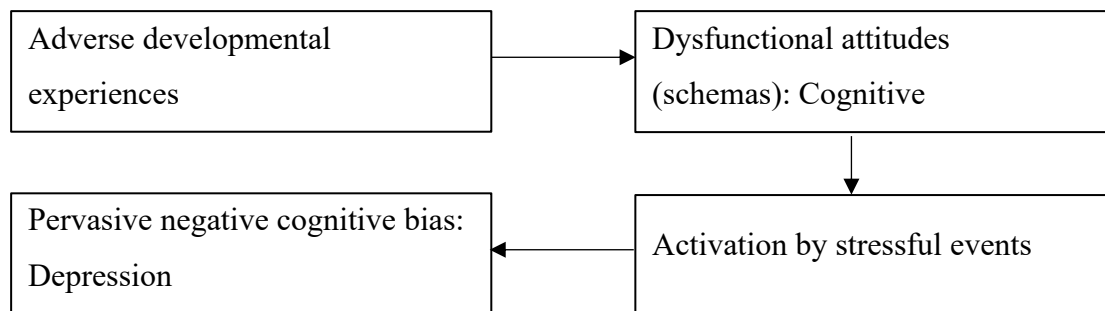 Adverse developmental
experiences
Dysfunctional attitudes
(schemas): Cognitive
Activation by stressful events
Pervasive negative cognitive bias:
Depression